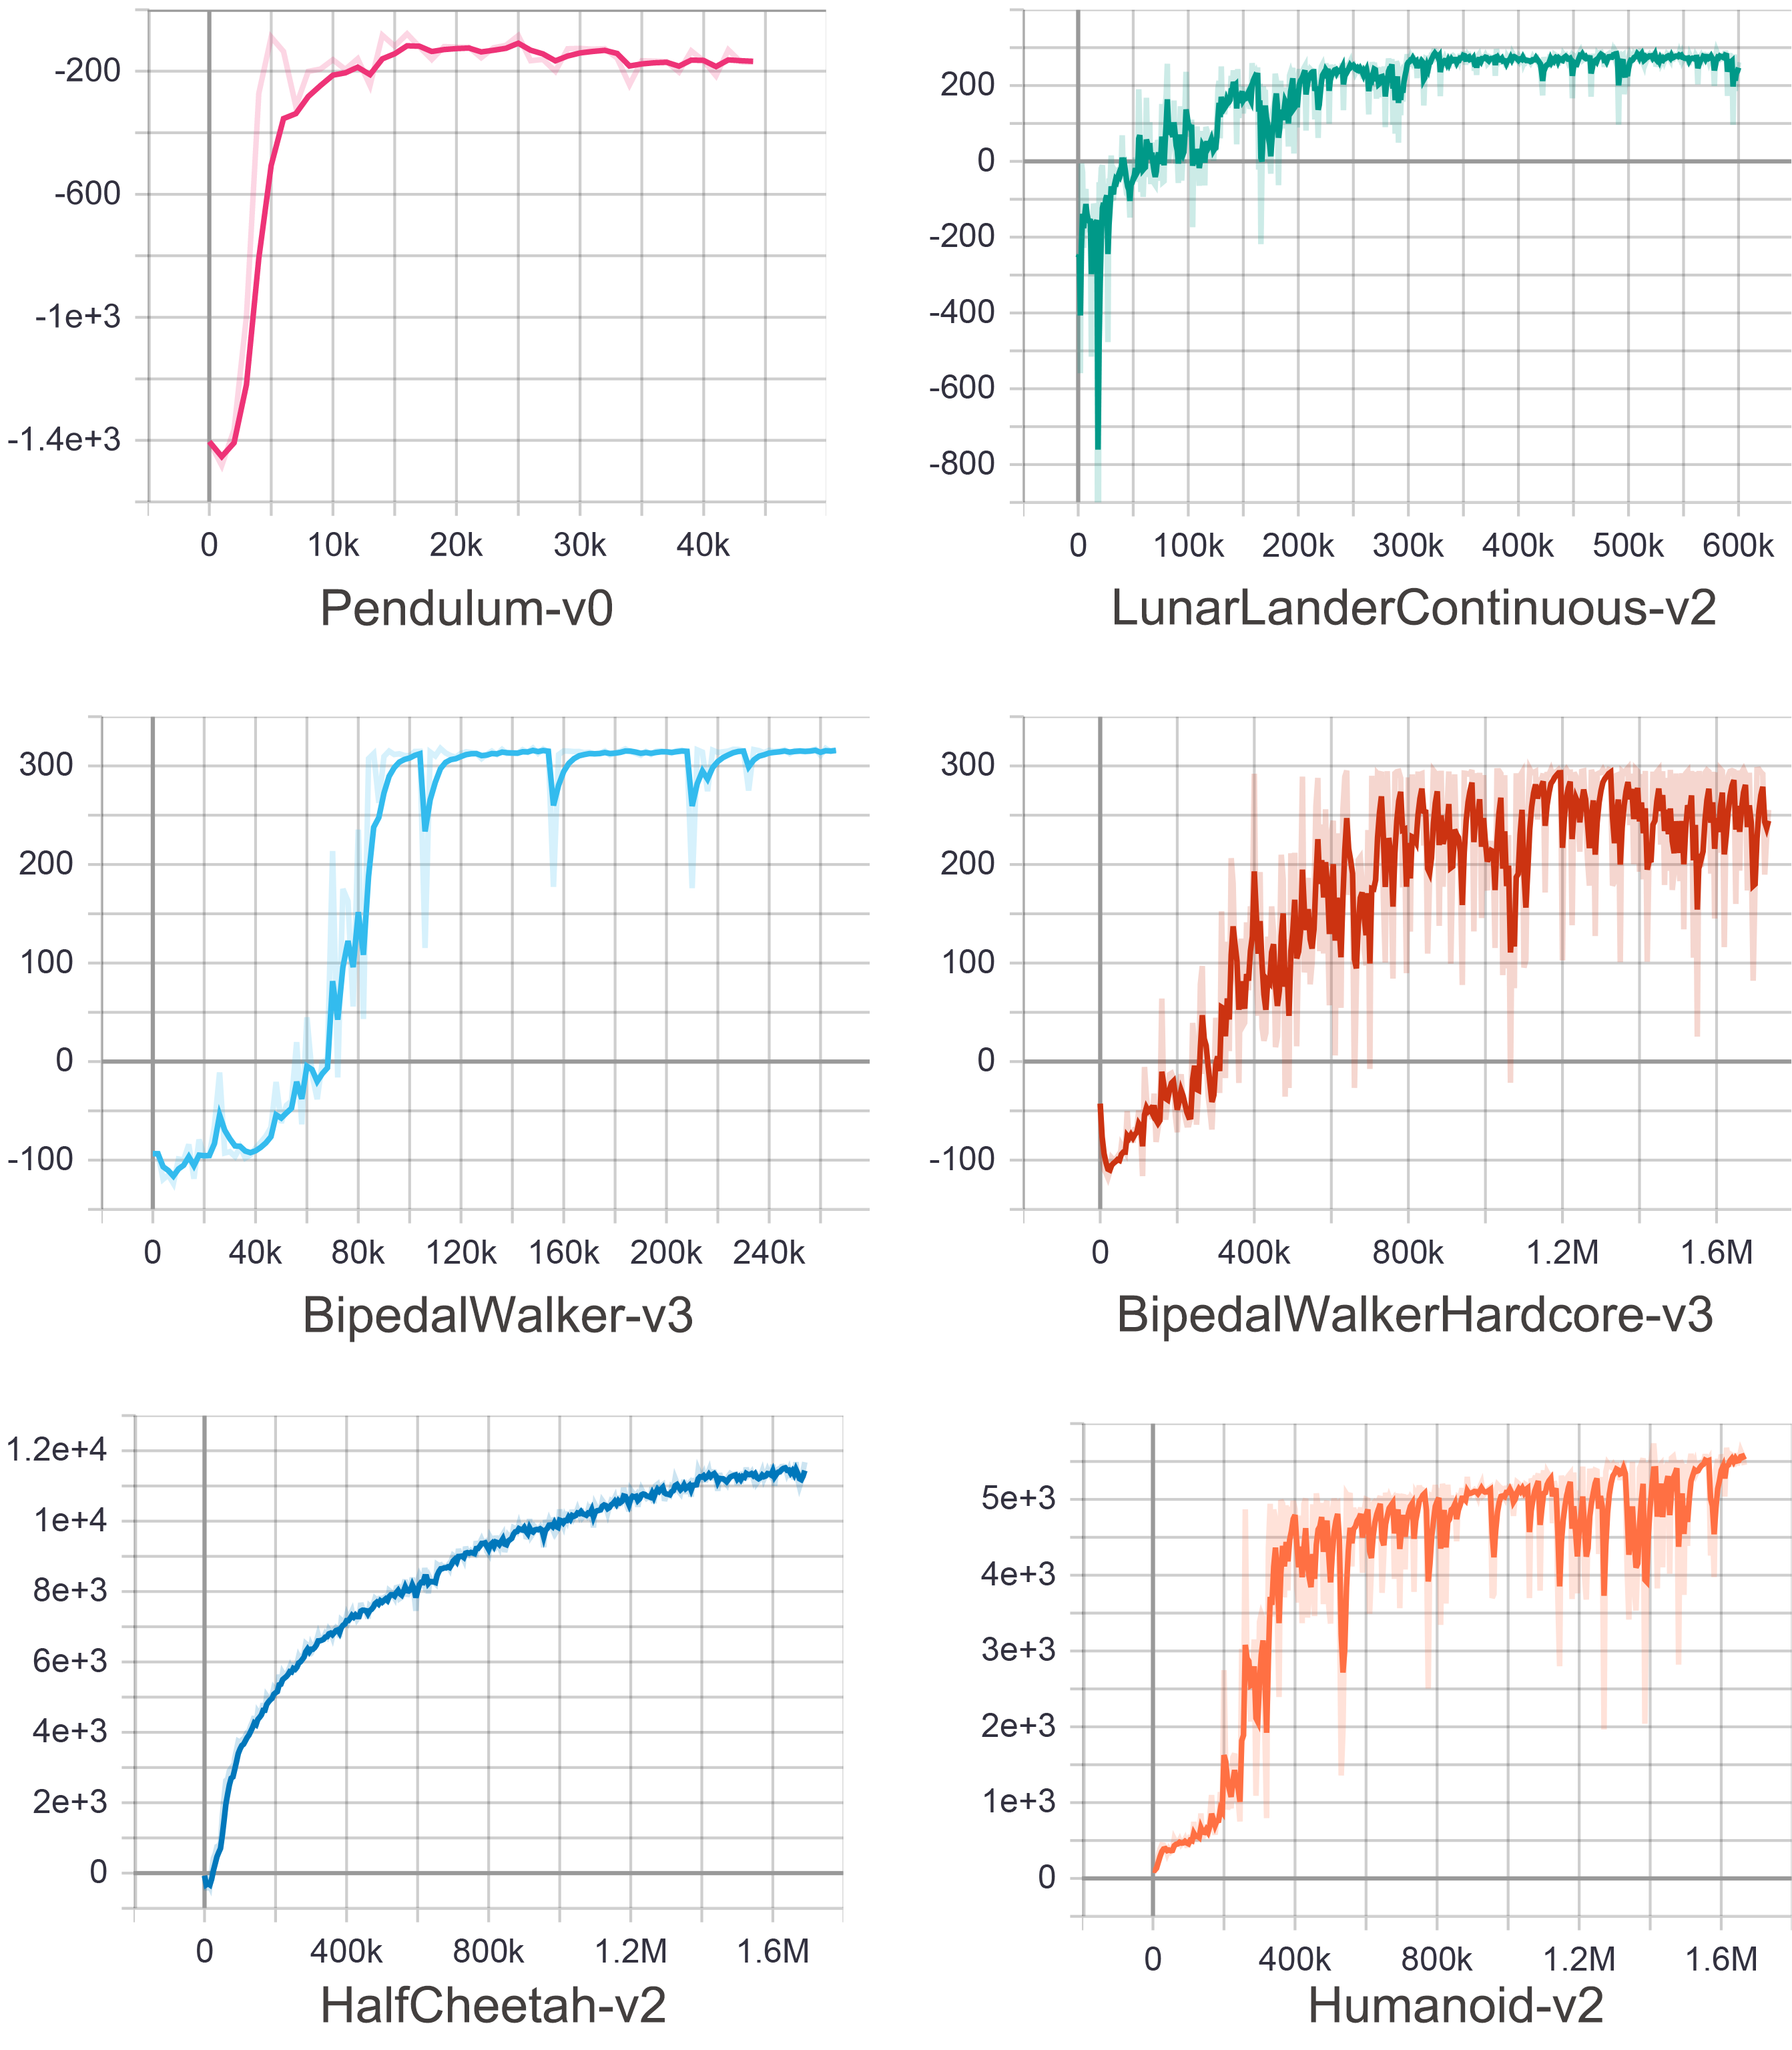 -200
-600
-1e+3
-1.4e+3
0 10k 20k 30k 40k
Pendulum-v0
200
0
-200
-400
-600
-800
0 100k 200k 300k 400k 500k 600k
LunarLanderContinuous-v2
300
200
100
0
-100
0 40k 80k 120k 160k 200k 240k
BipedalWalker-v3
300
200
100
0
-100
0 400k 800k 1.2M 1.6M
BipedalWalkerHardcore-v3
1.2e+4
1e+4
8e+3
6e+3
4e+3
2e+3
0
0 400k 800k 1.2M 1.6M
HalfCheetah-v2
5e+3
4e+3
3e+3
2e+3
1e+3
0
0 400k 800k 1.2M 1.6M
Humanoid-v2